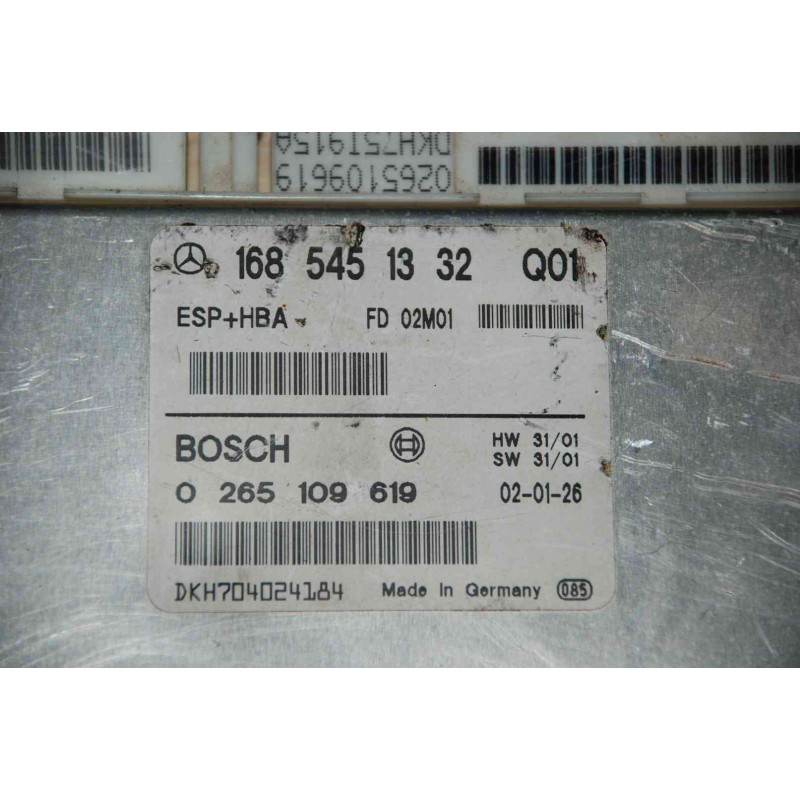 DKH75T915A
0265109619
168 545 13 32 Q01
ESP+HBA FD 02M01
BOSCH HW 31/01
SW 31/01
0 265 109 619 02-01-26
DKH704024184 Made in Germany 085